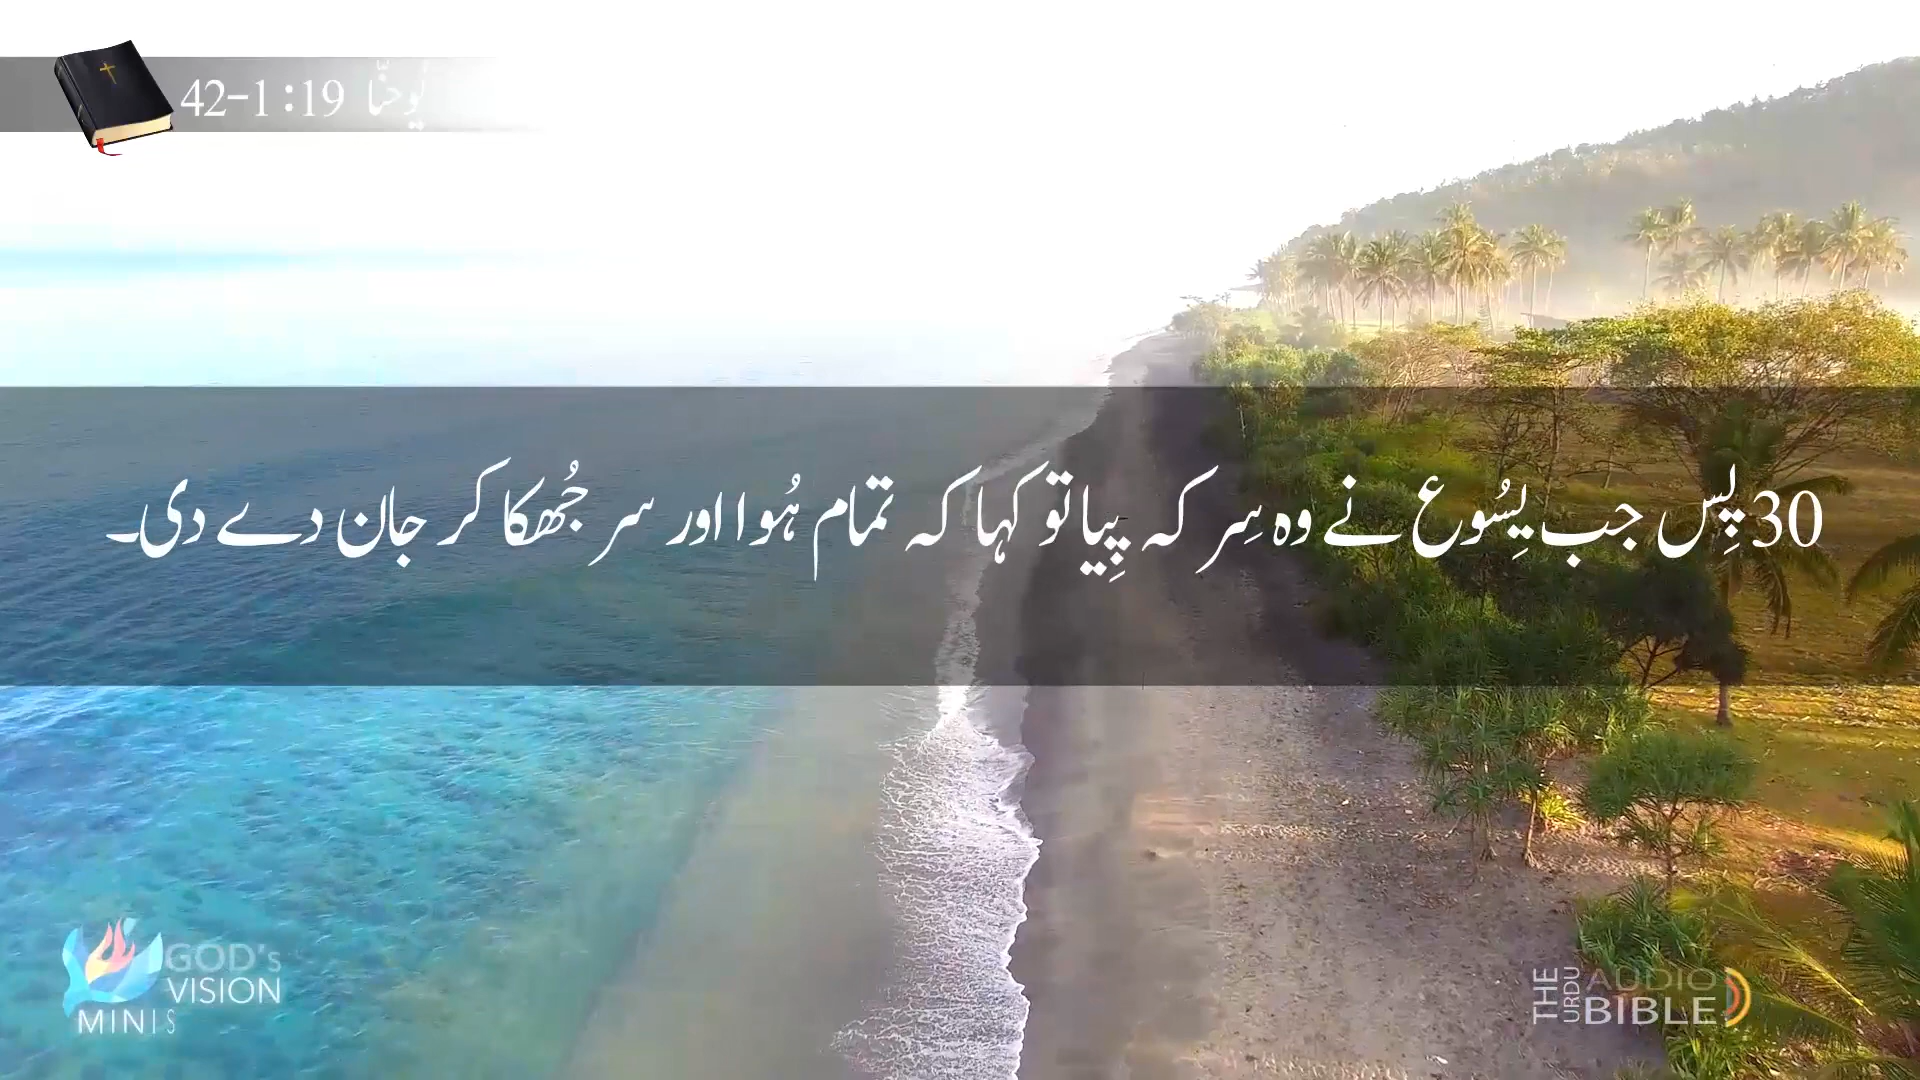 یُوحنّا 19:1-42
30 پِس جب یِسُوع نے وہ سِرکہ پِیا تو کہا کہ تمام ہُوا اور سر جُھکا کر جان دے دی۔
GOD's
VISION
MINIS
THE URDU AUDIO
BIBLE